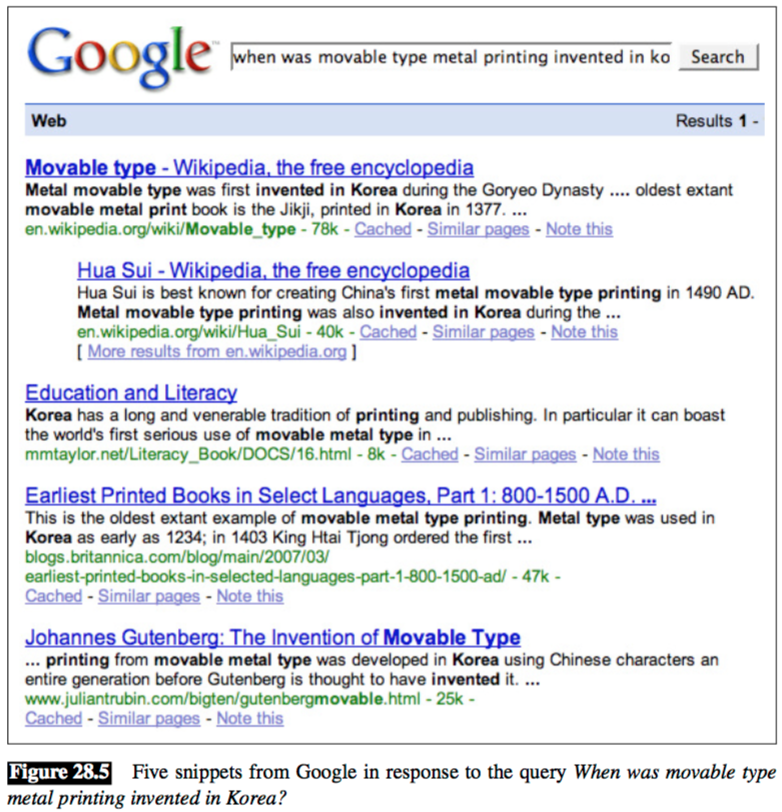 Google™
when was movable type metal printing invented in ko
Search
Web
Results 1 -
Movable type - Wikipedia, the free encyclopedia
Metal movable type was first invented in Korea during the Goryeo Dynasty .... oldest extant
movable metal print book is the Jikji, printed in Korea in 1377. ...
en.wikipedia.org/wiki/Movable_type - 78k - Cached - Similar pages - Note this
Hua Sui - Wikipedia, the free encyclopedia
Hua Sui is best known for creating China's first metal movable type printing in 1490 AD.
Metal movable type printing was also invented in Korea during the ...
en.wikipedia.org/wiki/Hua_Sui - 40k - Cached - Similar pages - Note this
[ More results from en.wikipedia.org ]
Education and Literacy
Korea has a long and venerable tradition of printing and publishing. In particular it can boast
the world's first serious use of movable metal type in ...
mmtaylor.net/Literacy_Book/DOCS/16.html - 8k - Cached - Similar pages - Note this
Earliest Printed Books in Select Languages, Part 1: 800-1500 A.D. ...
This is the oldest extant example of movable metal type printing. Metal type was used in
Korea as early as 1234; in 1403 King Htai Tjong ordered the first ...
blogs.britannica.com/blog/main/2007/03/
earliest-printed-books-in-selected-languages-part-1-800-1500-ad/ - 47k -
Cached - Similar pages - Note this
Johannes Gutenberg: The Invention of Movable Type
... printing from movable metal type was developed in Korea using Chinese characters an
entire generation before Gutenberg is thought to have invented it. ...
www.juliantrubin.com/bigten/gutenbergmovable.html - 25k -
Cached - Similar pages - Note this
Figure 28.5 Five snippets from Google in response to the query When was movable type
metal printing invented in Korea?